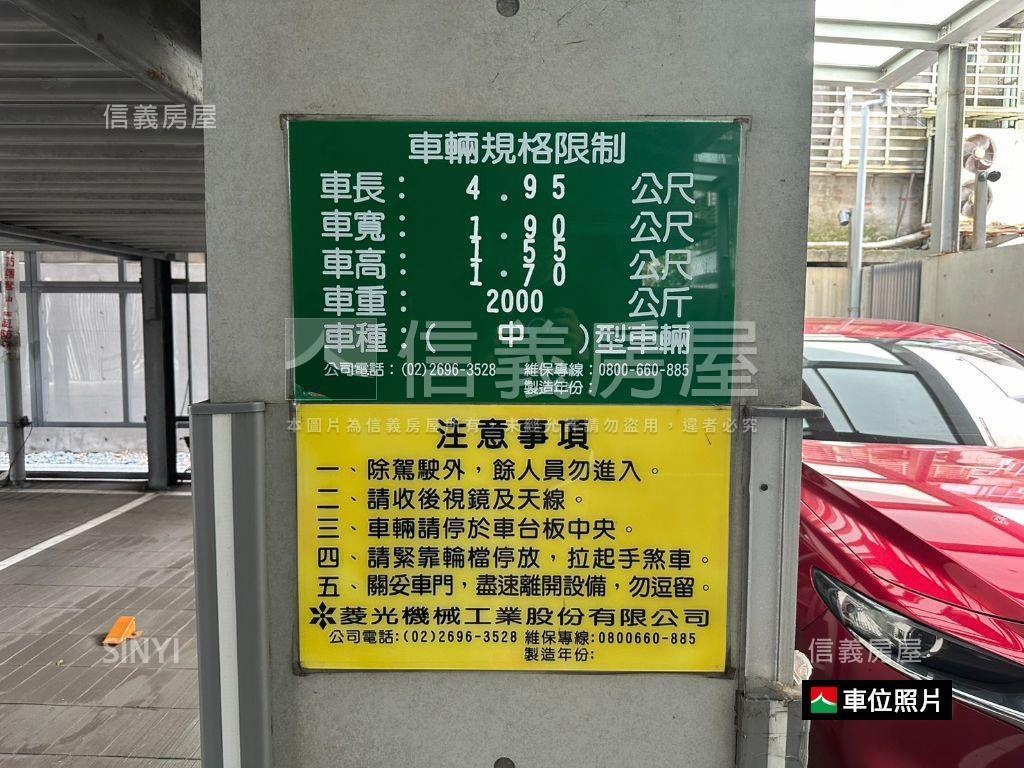 信義房屋
車輛規格限制
車長： 4.95 公尺
車寬： 1.90 公尺
1.55
車高： 1.70 公尺
車重： 2000 公斤
車種：( 中 )型車輛
公司電話：(02)2696-3528 維保專線：0800-660-885
製造年份：
信義房屋
本圖片為信義房屋所有，未經允許請勿盜用，違者必究
注意事項
一、除駕駛外，餘人員勿進入。
二、請收後視鏡及天線。
三、車輛請停於車台板中央。
四、請緊靠輪檔停放，拉起手煞車。
五、關妥車門，盡速離開設備，勿逗留。
菱光機械工業股份有限公司
公司電話:(02)2696-3528 維保專線:0800660-885
製造年份:
SINYI
信義房屋
車位照片